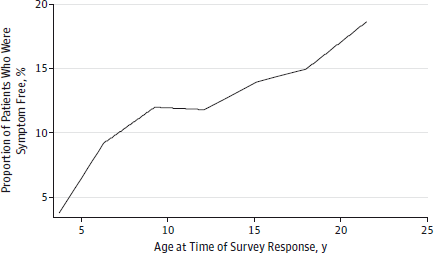 Proportion of Patients Who Were
Symptom Free, %
20
15
10
5
5 10 15 20 25
Age at Time of Survey Response, y